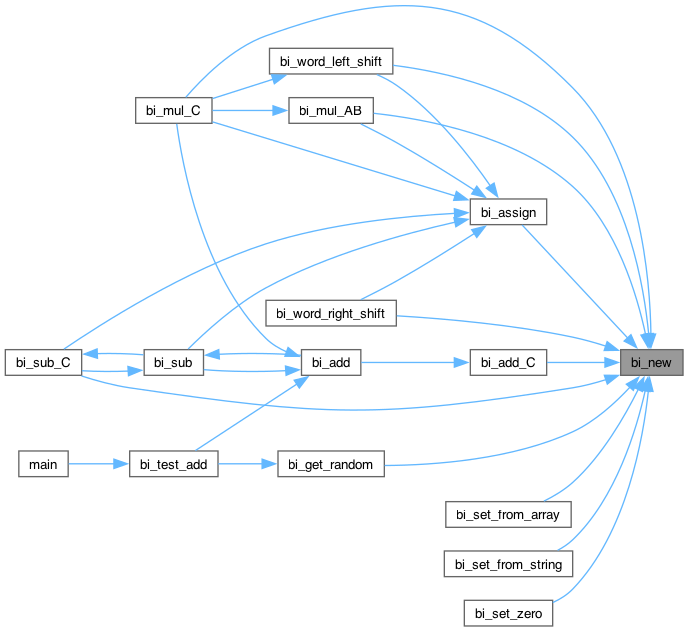 bi_word_left_shift
bi_mul_C
bi_mul_AB
bi_assign
bi_word_right_shift
bi_sub_C
bi_sub
bi_add
bi_add_C
bi_new
main
bi_test_add
bi_get_random
bi_set_from_array
bi_set_from_string
bi_set_zero